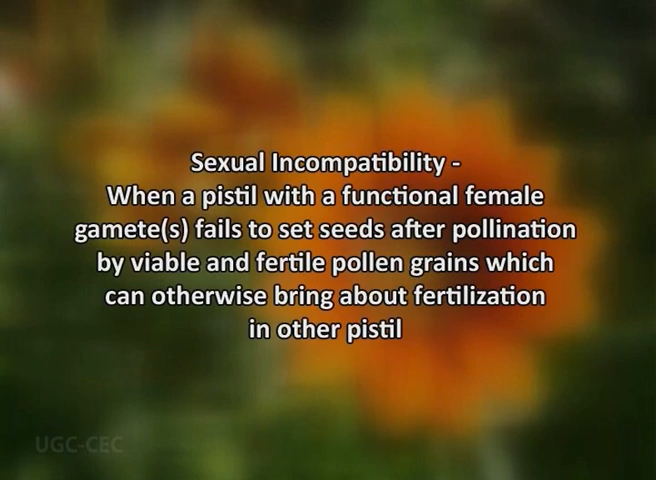 Sexual Incompatibility -
When a pistil with a functional female
gamete(s) fails to set seeds after pollination
by viable and fertile pollen grains which
can otherwise bring about fertilization
in other pistil
UGC-CEC